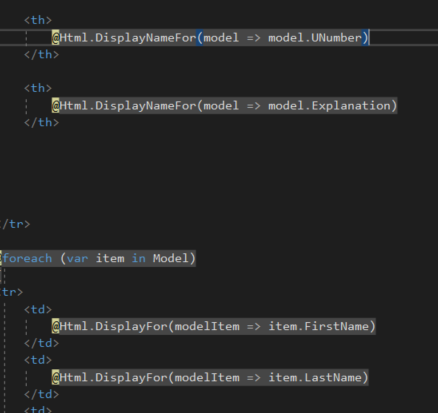 <th>
@Html.DisplayNameFor(model => model.UNumber)
</th>
<th>
@Html.DisplayNameFor(model => model.Explanation)
</th>
/tr>
foreach (var item in Model)
tr>
<td>
@Html.DisplayFor(modelItem => item.FirstName)
</td>
<td>
@Html.DisplayFor(modelItem => item.LastName)
</td>
<td>